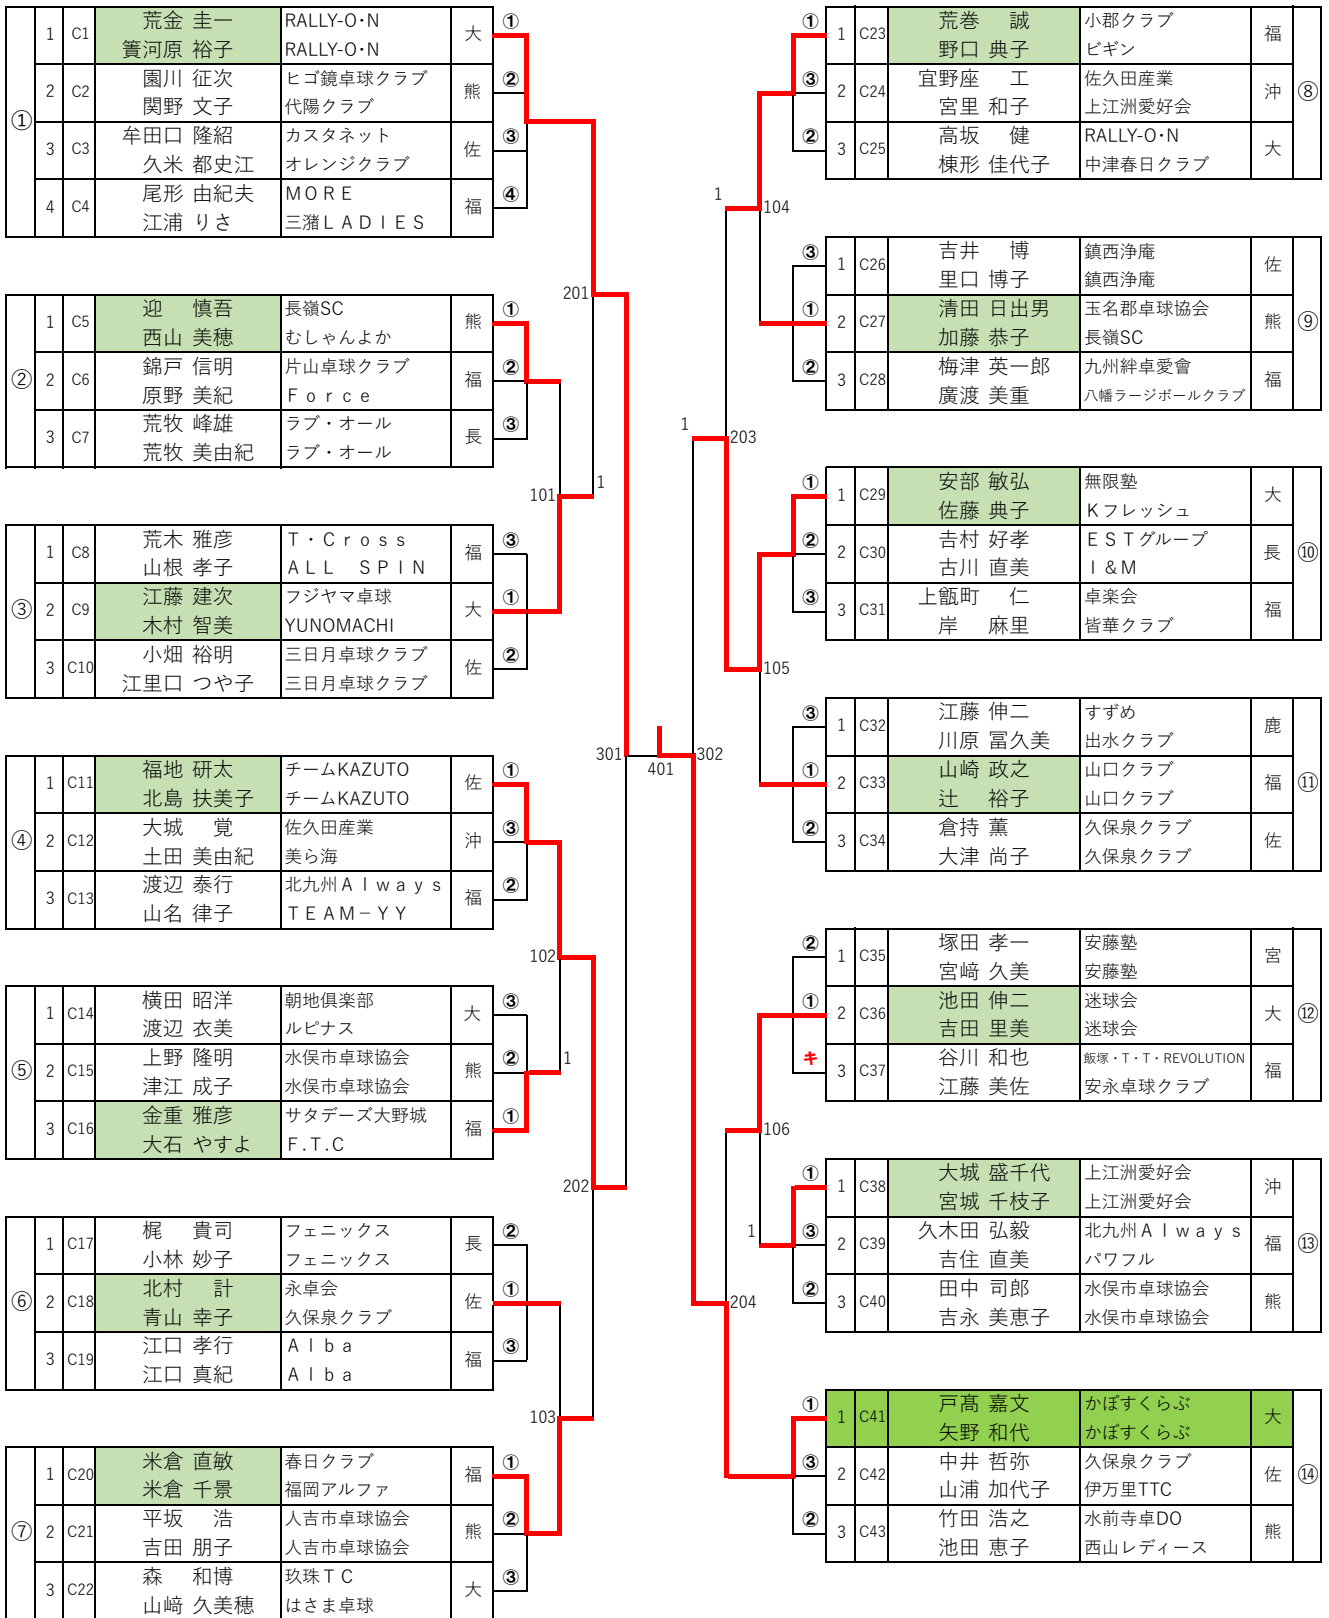 ①
1 C1 荒金 圭一 RALLY-O・N 大 ①
簀河原 裕子 RALLY-O・N
2 C2 園川 征次 ヒゴ鏡卓球クラブ 熊 ②
関野 文子 代陽クラブ
3 C3 牟田口 隆紹 カスタネット 佐 ③
久米 都史江 オレンジクラブ
4 C4 尾形 由紀夫 ＭＯＲＥ 福 ④
江浦 りさ 三潴ＬＡＤＩＥＳ
②
1 C5 迎 慎吾 長嶺SC 熊 ①
西山 美穂 むしゃんよか
2 C6 錦戸 信明 片山卓球クラブ 福 ②
原野 美紀 Ｆｏｒｃｅ
3 C7 荒牧 峰雄 ラブ・オール 長 ③
荒牧 美由紀 ラブ・オール
③
1 C8 荒木 雅彦 Ｔ・Ｃｒｏｓｓ 福 ③
山根 孝子 ＡＬＬ ＳＰＩＮ
2 C9 江藤 建次 フジヤマ卓球 大 ①
木村 智美 YUNOMACHI
3 C10 小畑 裕明 三日月卓球クラブ 佐 ②
江里口 つや子 三日月卓球クラブ
④
1 C11 福地 研太 チームKAZUTO 佐 ①
北島 扶美子 チームKAZUTO
2 C12 大城 覚 佐久田産業 沖 ③
土田 美由紀 美ら海
3 C13 渡辺 泰行 北九州Ａｌｗａｙｓ 福 ②
山名 律子 ＴＥＡＭ－ＹＹ
⑤
1 C14 横田 昭洋 朝地倶楽部 大 ③
渡辺 衣美 ルピナス
2 C15 上野 隆明 水俣市卓球協会 熊 ②
津江 成子 水俣市卓球協会
3 C16 金重 雅彦 サタデーズ大野城 福 ①
大石 やすよ Ｆ.Ｔ.Ｃ
⑥
1 C17 梶 貴司 フェニックス 長 ②
小林 妙子 フェニックス
2 C18 北村 計 永卓会 佐 ①
青山 幸子 久保泉クラブ
3 C19 江口 孝行 Ａｌｂａ 福 ③
江口 真紀 Ａｌｂａ
⑦
1 C20 米倉 直敏 春日クラブ 福 ①
米倉 千景 福岡アルファ
2 C21 平坂 浩 人吉市卓球協会 熊 ②
吉田 朋子 人吉市卓球協会
3 C22 森 和博 玖珠ＴＣ 大 ③
山﨑 久美穂 はさま卓球
201
101
1
301
102
1
202
103
401
302
1
203
1
104
105
106
1
204
⑧
① 1 C23 荒巻 誠 小郡クラブ 福
野口 典子 ビギン
③ 2 C24 宜野座 工 佐久田産業 沖
宮里 和子 上江洲愛好会
② 3 C25 高坂 健 RALLY-O・N 大
棟形 佳代子 中津春日クラブ
⑨
③ 1 C26 吉井 博 鎮西浄庵 佐
里口 博子 鎮西浄庵
① 2 C27 清田 日出男 玉名郡卓球協会 熊
加藤 恭子 長嶺SC
② 3 C28 梅津 英一郎 九州絆卓愛會 福
廣渡 美重 八幡ラージボールクラブ
⑩
① 1 C29 安部 敏弘 無限塾 大
佐藤 典子 Ｋフレッシュ
② 2 C30 吉村 好孝 ＥＳＴグループ 長
古川 直美 Ｉ＆Ｍ
③ 3 C31 上甑町 仁 卓楽会 福
岸 麻里 皆華クラブ
⑪
③ 1 C32 江藤 伸二 すずめ 鹿
川原 冨久美 出水クラブ
① 2 C33 山崎 政之 山口クラブ 福
辻 裕子 山口クラブ
② 3 C34 倉持 薫 久保泉クラブ 佐
大津 尚子 久保泉クラブ
⑫
② 1 C35 塚田 孝一 安藤塾 宮
宮﨑 久美 安藤塾
① 2 C36 池田 伸二 迷球会 大
吉田 里美 迷球会
キ 3 C37 谷川 和也 飯塚・T・T・REVOLUTION 福
江藤 美佐 安永卓球クラブ
⑬
① 1 C38 大城 盛千代 上江洲愛好会 沖
宮城 千枝子 上江洲愛好会
③ 2 C39 久木田 弘毅 北九州Ａｌｗａｙｓ 福
吉住 直美 パワフル
② 3 C40 田中 司郎 水俣市卓球協会 熊
吉永 美恵子 水俣市卓球協会
⑭
① 1 C41 戸髙 嘉文 かぼすくらぶ 大
矢野 和代 かぼすくらぶ
③ 2 C42 中井 哲弥 久保泉クラブ 佐
山浦 加代子 伊万里TTC
② 3 C43 竹田 浩之 水前寺卓DO 熊
池田 恵子 西山レディース